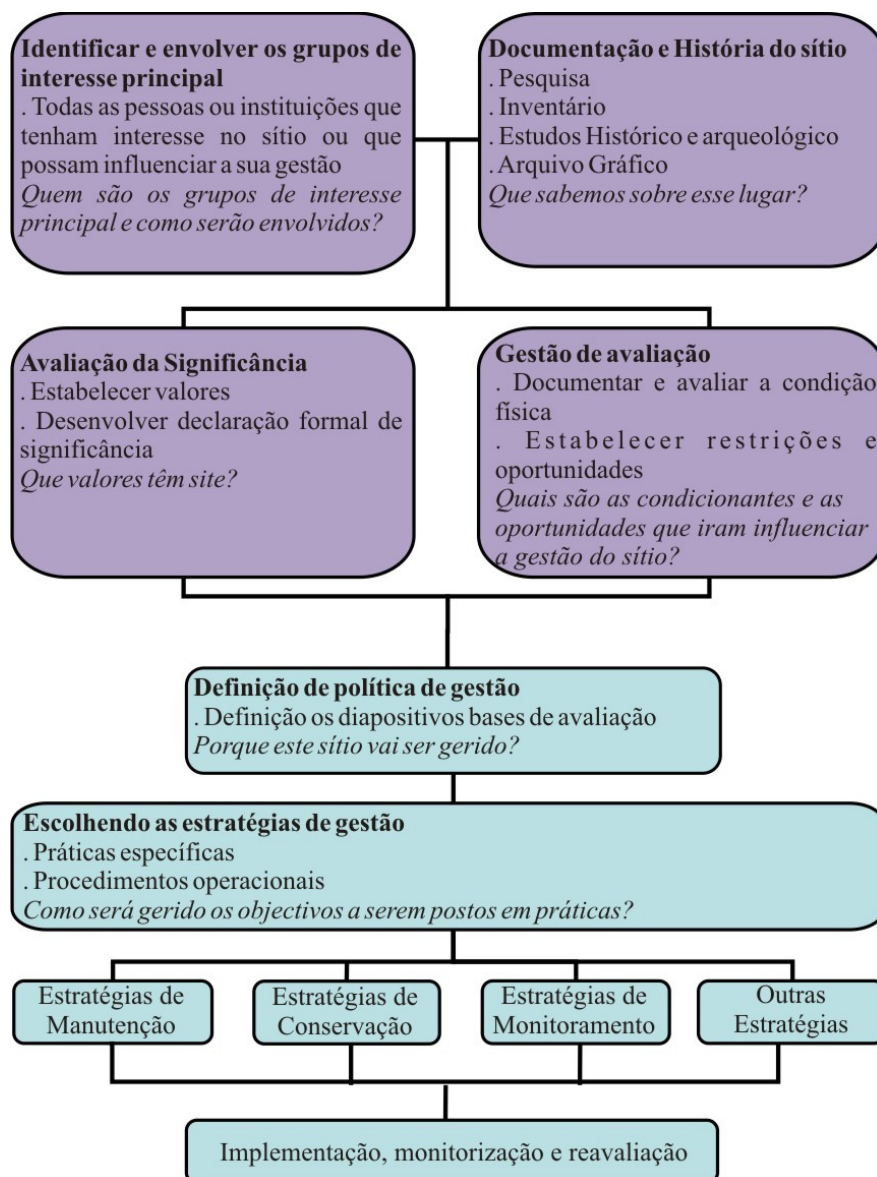 Identificar e envolver os grupos de
interesse principal
. Todas as pessoas ou instituições que
tenham interesse no sítio ou que
possam influenciar a sua gestão
Quem são os grupos de interesse
principal e como serão envolvidos?
Documentação e História do sítio
. Pesquisa
. Inventário
. Estudos Histórico e arqueológico
. Arquivo Gráfico
Que sabemos sobre esse lugar?
Avaliação da Significância
. Estabelecer valores
. Desenvolver declaração formal de
significância
Que valores têm site?
Gestão de avaliação
. Documentar e avaliar a condição
física
. Estabelecer restrições e
oportunidades
Quais são as condicionantes e as
oportunidades que iram influenciar
a gestão do sítio?
Definição de política de gestão
. Definição os diapositivos bases de avaliação
Porque este sítio vai ser gerido?
Escolhendo as estratégias de gestão
. Práticas específicas
. Procedimentos operacionais
Como será gerido os objectivos a serem postos em práticas?
Estratégias de
Manutenção
Estratégias de
Conservação
Estratégias de
Monitoramento
Outras
Estratégias
Implementação, monitorização e reavaliação